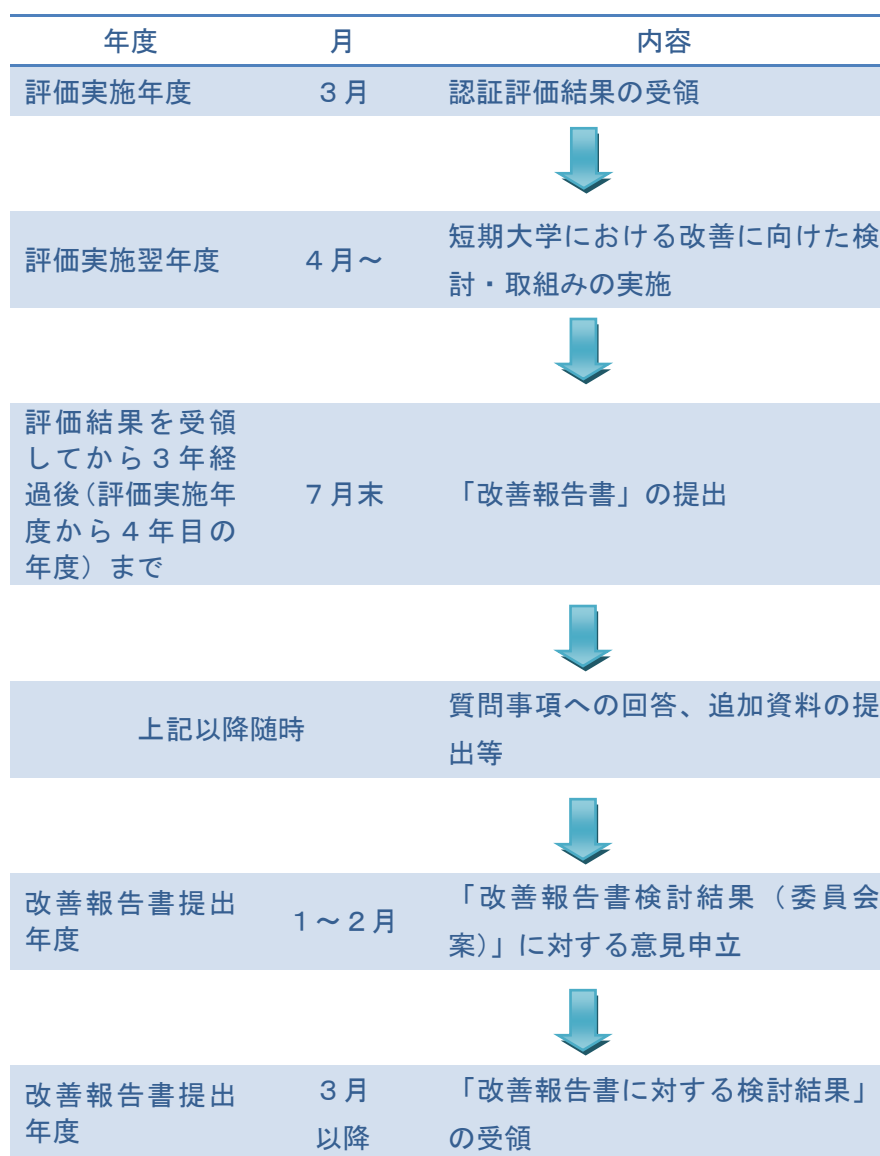 年度 月 内容
評価実施年度 3月 認証評価結果の受領
評価実施翌年度 4月～ 短期大学における改善に向けた検
討・取組みの実施
評価結果を受領
してから3年経
過後(評価実施年
度から4年目の
年度）まで
7月末
「改善報告書」の提出
上記以降随時
質問事項への回答、追加資料の提
出等
改善報告書提出
年度
1～2月
「改善報告書検討結果（委員会
案)」に対する意見申立
改善報告書提出
年度
3月
以降
「改善報告書に対する検討結果」
の受領